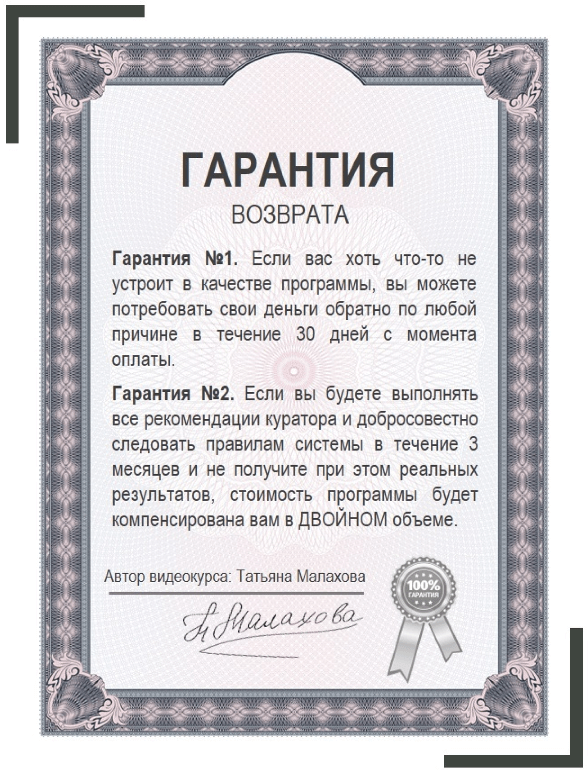 ГАРАНТИЯ
ВОЗВРАТА
Гарантия №1. Если вас хоть что-то не
устроит в качестве программы, вы можете
потребовать свои деньги обратно по любой
причине в течение 30 дней с момента
оплаты.
Гарантия №2. Если вы будете выполнять
все рекомендации куратора и добросовестно
следовать правилам системы в течение 3
месяцев и не получите при этом реальных
результатов, стоимость программы будет
компенсирована вам в ДВОЙНОМ объеме.
Автор видеокурса: Татьяна Малахова
100%
ГАРАНТИЯ
Т Малахова